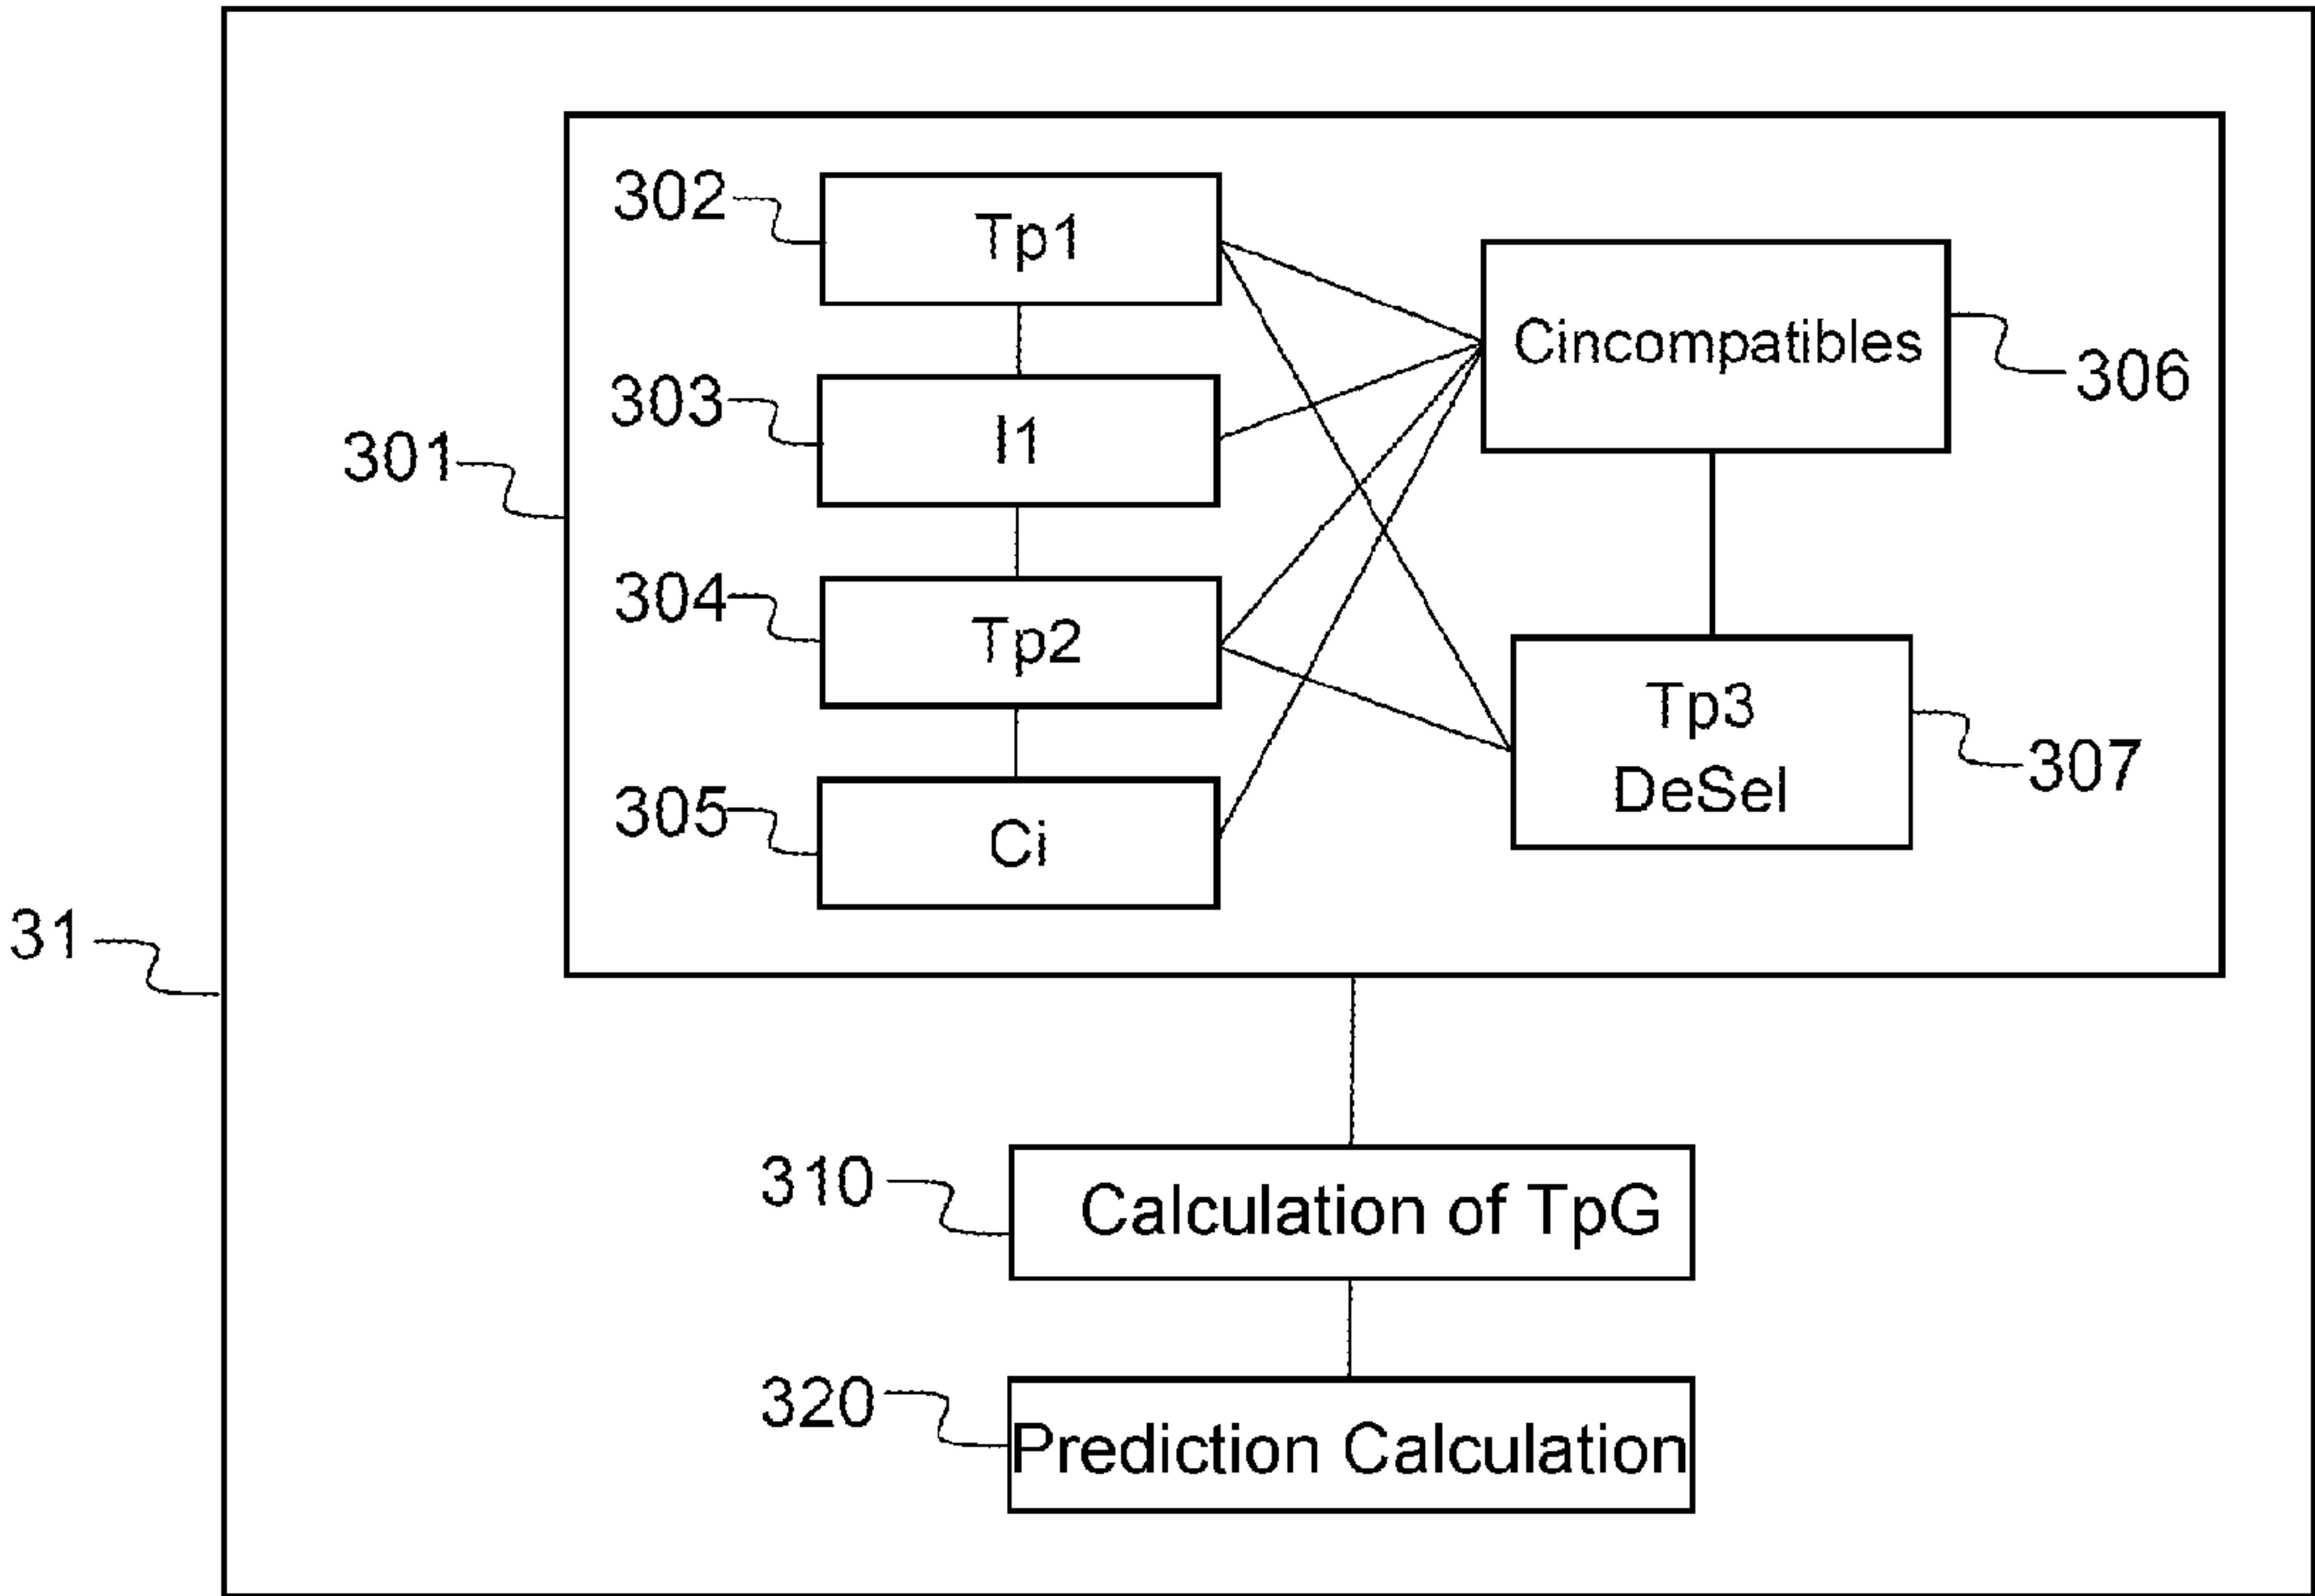 302
Tp1
Cincompatibles
306
303
I1
301
304
Tp2
Tp3
DeSel
307
305
Ci
31
310
Calculation of TpG
320
Prediction Calculation